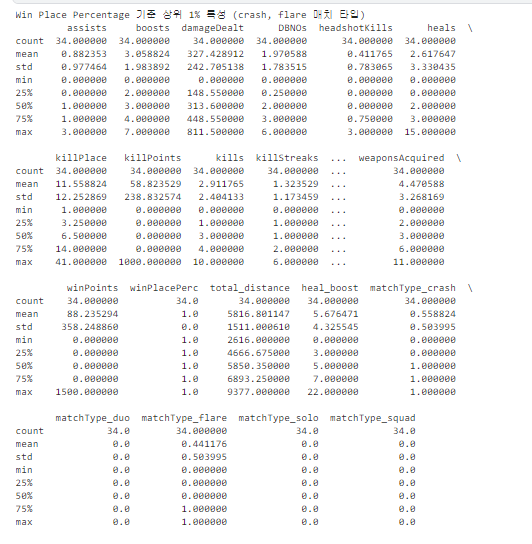 Win Place Percentage 기준 상위 1% 특성 (crash, flare 매치 타입)
         assists     boosts  damageDealt      DBNOs  headshotKills      heals  \
count  34.000000  34.000000    34.000000  34.000000      34.000000  34.000000
mean    0.882353   3.058824   327.428912   1.970588       0.411765   2.617647
std     0.977464   1.983892   242.705138   1.783515       0.783065   3.330435
min     0.000000   0.000000     0.000000   0.000000       0.000000   0.000000
25%     0.000000   2.000000   148.550000   0.250000       0.000000   0.000000
50%     1.000000   3.000000   313.600000   2.000000       0.000000   2.000000
75%     1.000000   4.000000   448.550000   3.000000       0.750000   3.000000
max     3.000000   7.000000   811.500000   6.000000       3.000000  15.000000
       killPlace   killPoints      kills  killStreaks  ...  weaponsAcquired  \
count  34.000000    34.000000  34.000000    34.000000  ...        34.000000
mean   11.558824    58.823529   2.911765     1.323529  ...         4.470588
std    12.252869   238.832574   2.404133     1.173459  ...         3.268169
min     1.000000     0.000000   0.000000     0.000000  ...         0.000000
25%     3.250000     0.000000   1.000000     1.000000  ...         2.000000
50%     6.500000     0.000000   3.000000     1.000000  ...         3.000000
75%    14.000000     0.000000   4.000000     2.000000  ...         6.000000
max    41.000000  1000.000000  10.000000     6.000000  ...        11.000000
         winPoints  winPlacePerc  total_distance  heal_boost  matchType_crash  \
count    34.000000          34.0       34.000000   34.000000        34.000000
mean     88.235294           1.0     5816.801147    5.676471         0.558824
std     358.248860           0.0     1511.000610    4.325545         0.503995
min       0.000000           1.0     2616.000000    0.000000         0.000000
25%       0.000000           1.0     4666.675000    3.000000         0.000000
50%       0.000000           1.0     5850.350000    5.000000         1.000000
75%       0.000000           1.0     6893.250000    7.000000         1.000000
max    1500.000000           1.0     9377.000000   22.000000         1.000000
       matchType_duo  matchType_flare  matchType_solo  matchType_squad
count           34.0        34.000000            34.0             34.0
mean             0.0         0.441176             0.0              0.0
std              0.0         0.503995             0.0              0.0
min              0.0         0.000000             0.0              0.0
25%              0.0         0.000000             0.0              0.0
50%              0.0         0.000000             0.0              0.0
75%              0.0         1.000000             0.0              0.0
max              0.0         1.000000             0.0              0.0